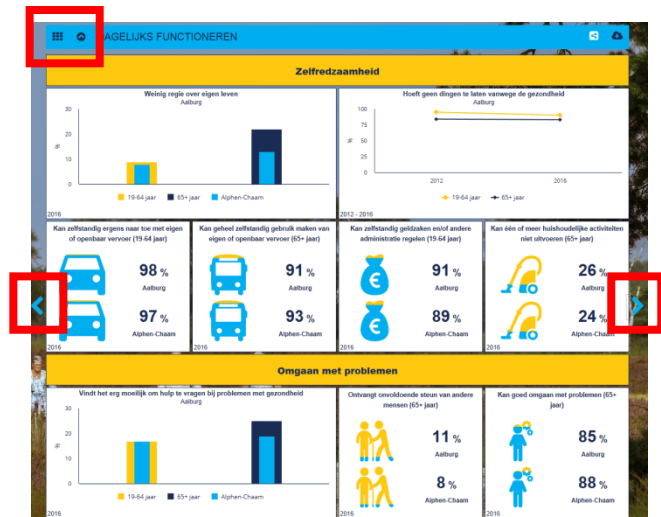 AGELIJKS FUNCTIONEREN
Zelfredzaamheid
Weinig regie over eigen leven
Aalburg
30
20
10
0
%
19-64 jaar 65+ jaar Alphen-Chaam
2016
Hoeft geen dingen te laten vanwege de gezondheid
Aalburg
100
75
50
25
0
%
2012 2016
19-64 jaar 65+ jaar
2012 - 2016
Kan zelfstandig ergens naar toe met eigen
of openbaar vervoer (19-64 jaar)
98 %
Aalburg
97 %
Alphen-Chaam
2016
Kan geheel zelfstandig gebruik maken van
eigen of openbaar vervoer (65+ jaar)
91 %
Aalburg
93 %
Alphen-Chaam
2016
Kan zelfstandig geldzaken en/of andere
administratie regelen (19-64 jaar)
€
91 %
Aalburg
€
89 %
Alphen-Chaam
2016
Kan één of meer huishoudelijke activiteiten
niet uitvoeren (65+ jaar)
26 %
Aalburg
24 %
Alphen-Chaam
2016
Omgaan met problemen
Vindt het erg moeilijk om hulp te vragen bij problemen met gezondheid
Aalburg
30
20
10
0
%
19-64 jaar 65+ jaar Alphen-Chaam
2016
Ontvangt onvoldoende steun van andere
mensen (65+ jaar)
11 %
Aalburg
8 %
Alphen-Chaam
2016
Kan goed omgaan met problemen (65+
jaar)
85 %
Aalburg
88 %
Alphen-Chaam
2016